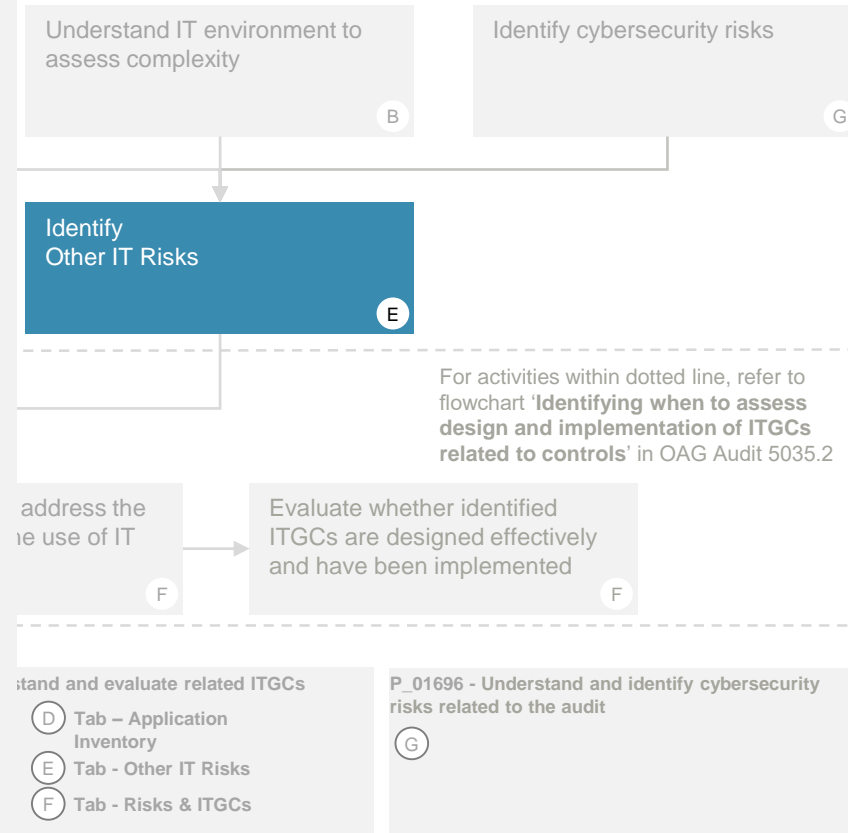 Understand IT environment to
assess complexity
B
Identify cybersecurity risks
G
Identify
Other IT Risks
E
For activities within dotted line, refer to
flowchart ‘Identifying when to assess
design and implementation of ITGCs
related to controls’ in OAG Audit 5035.2
address the
use of IT
F
Evaluate whether identified
ITGCs are designed effectively
and have been implemented
F
and evaluate related ITGCs
D Tab – Application
Inventory
E Tab - Other IT Risks
F Tab - Risks & ITGCs
P_01696 - Understand and identify cybersecurity
risks related to the audit
G